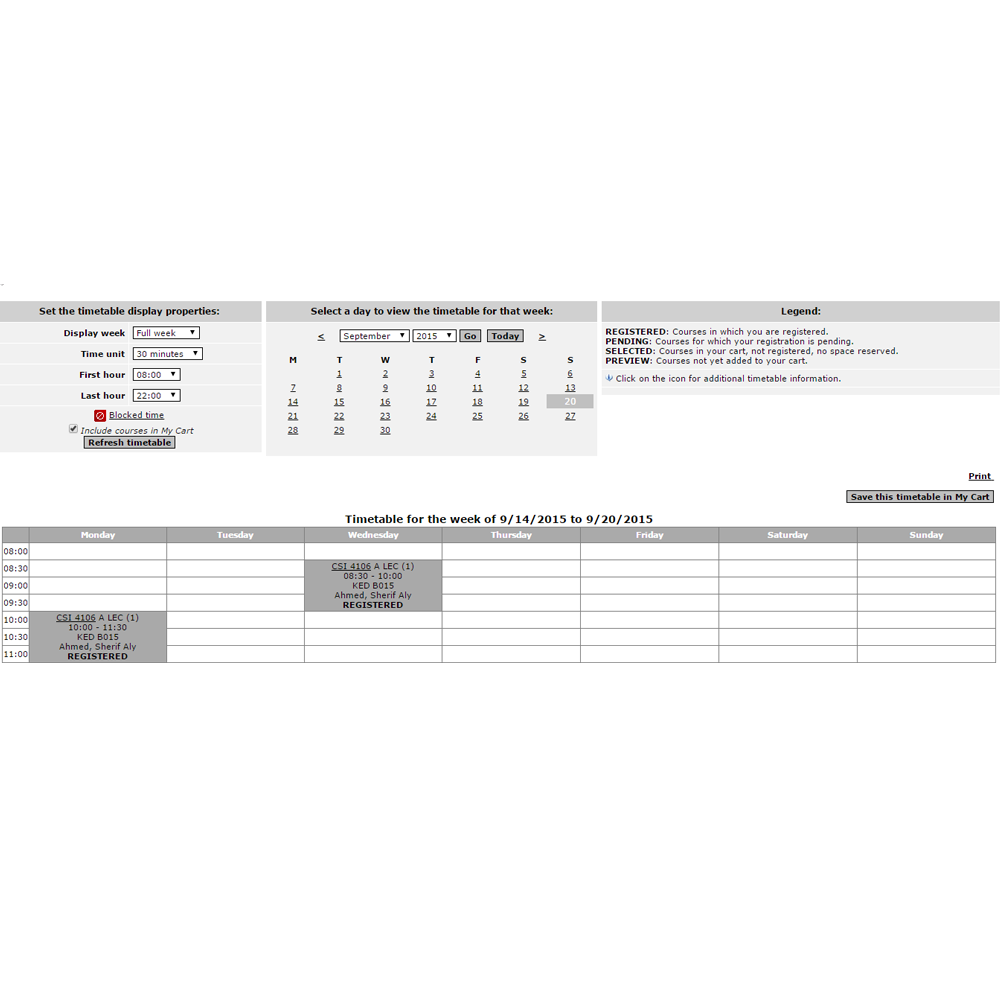 Set the timetable display properties:
Display week Full week
Time unit 30 minutes
First hour 08:00
Last hour 22:00
Blocked time
Include courses in My Cart
Refresh timetable
Select a day to view the timetable for that week:
< September 2015 Go Today >
M T W T F S S
1 2 3 4 5 6
7 8 9 10 11 12 13
14 15 16 17 18 19 20
21 22 23 24 25 26 27
28 29 30
Legend:
REGISTERED: Courses in which you are registered.
PENDING: Courses for which your registration is pending.
SELECTED: Courses in your cart, not registered, no space reserved.
PREVIEW: Courses not yet added to your cart.
Click on the icon for additional timetable information.
Print
Save this timetable in My Cart
Timetable for the week of 9/14/2015 to 9/20/2015
Monday Tuesday Wednesday Thursday Friday Saturday Sunday
08:00
08:30
09:00
09:30
10:00
10:30
11:00
CSI 4106 A LEC (1)
08:30 - 10:00
KED B015
Ahmed, Sherif Aly
REGISTERED
CSI 4106 A LEC (1)
10:00 - 11:30
KED B015
Ahmed, Sherif Aly
REGISTERED